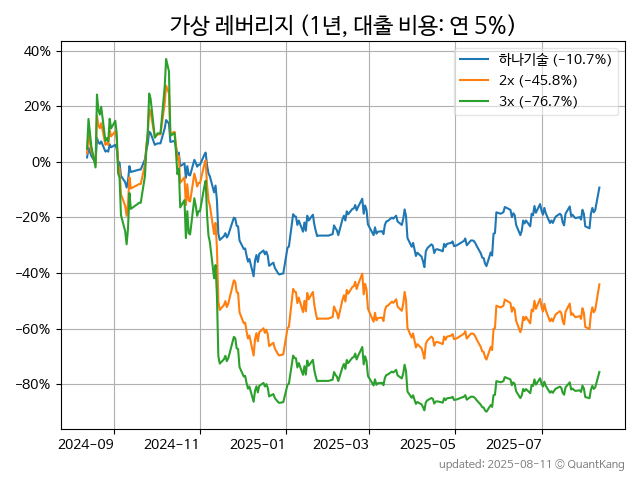 가상 레버리지 (1년, 대출 비용: 연 5%)
하나기술 (−10.7%)
2x (−45.8%)
3x (−76.7%)
40%
20%
0%
−20%
−40%
−60%
−80%
2024-09
2024-11
2025-01
2025-03
2025-05
2025-07
updated: 2025-08-11 © QuantKang